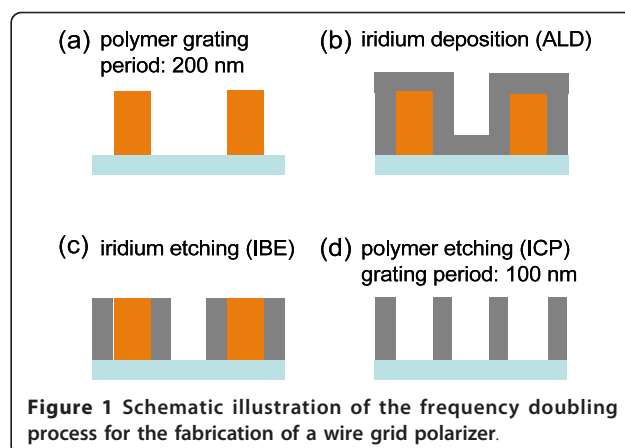 (a) polymer grating
period: 200 nm
(b) iridium deposition (ALD)
(c) iridium etching (IBE)
(d) polymer etching (ICP)
grating period: 100 nm
Figure 1 Schematic illustration of the frequency doubling
process for the fabrication of a wire grid polarizer.